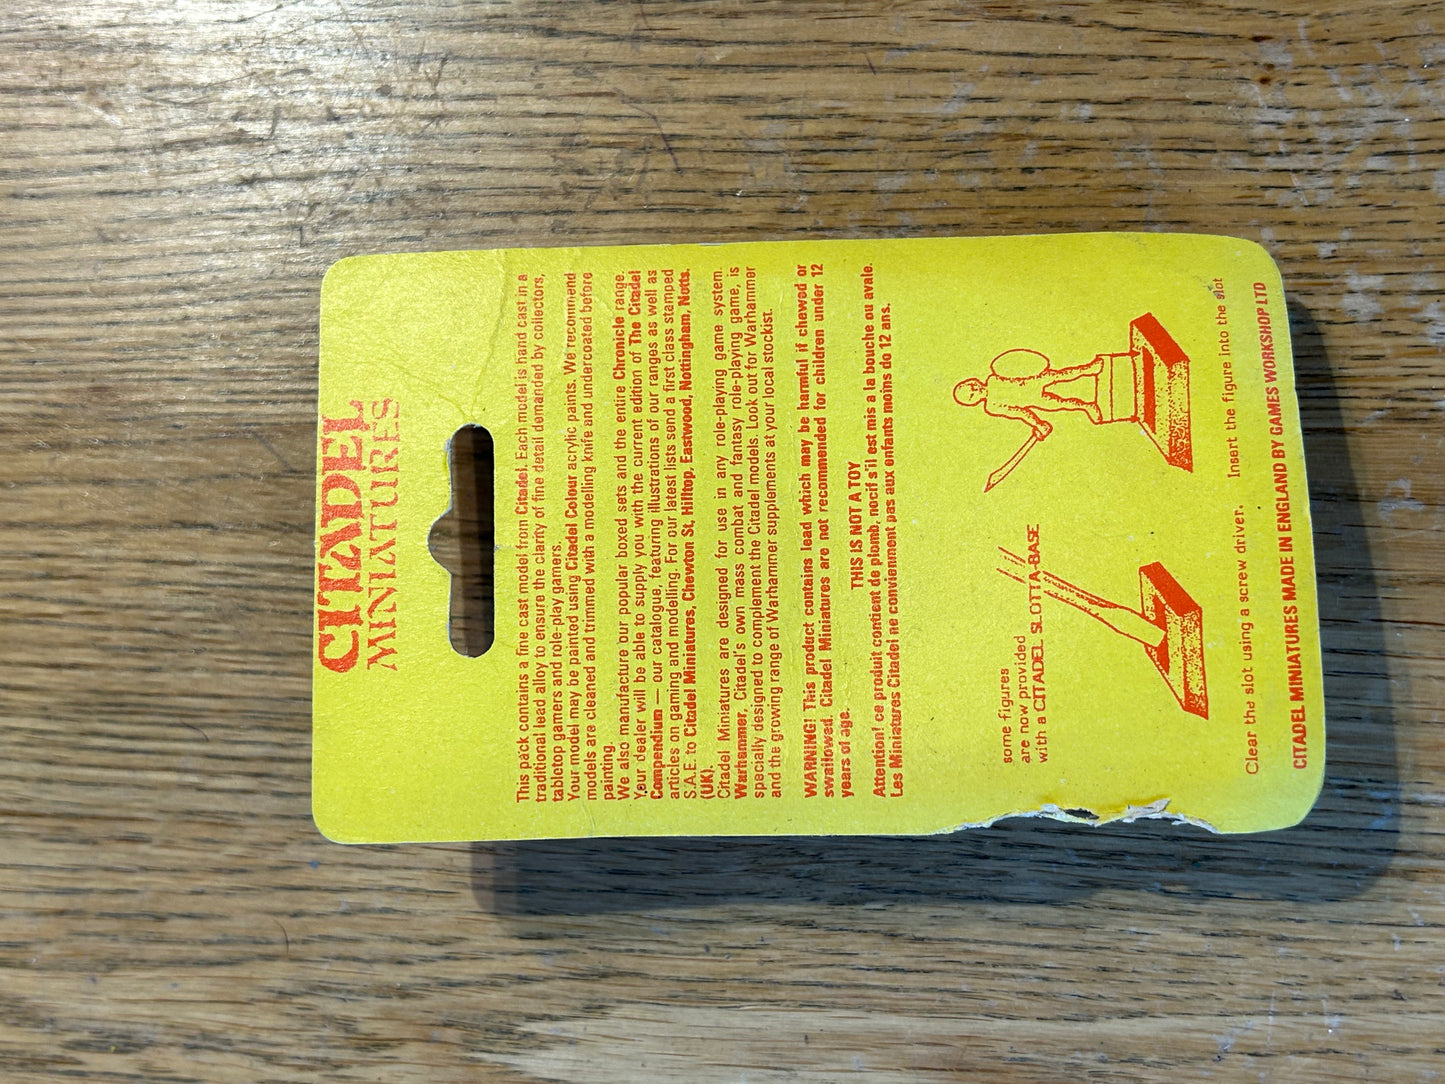 CITADEL
MINIATURES
This pack contains a fine cast model from Citadel. Each model is hand cast in a
traditional lead alloy to ensure the clarity of fine detail demanded by collectors,
tabletop gamers and role-play gamers.
Your model may be painted using Citadel Colour acrylic paints. We recommend
models are cleaned and trimmed with a modelling knife and undercoated before
painting.
We also manufacture our popular boxed sets and the entire Chronicle range.
Your dealer will be able to supply you with the current edition of The Citadel
Compendium — our catalogue, featuring illustrations of our ranges as well as
articles on gaming and modelling. For our latest lists send a first class stamped
S.A.E. to Citadel Miniatures, Chewton St, Hilltop, Eastwood, Nottingham, Notts.
(UK).
Citadel Miniatures are designed for use in any role-playing game system.
Warhammer, Citadel's own mass combat and fantasy role-playing game, is
specially designed to complement the Citadel models. Look out for Warhammer
and the growing range of Warhammer supplements at your local stockist.
WARNING! This product contains lead which may be harmful if chewed or
swallowed. Citadel Miniatures are not recommended for children under 12
years of age.
THIS IS NOT A TOY
Attention! ce produit contient de plomb, nocif s'il est mis a la bouche ou avale.
Les Miniatures Citadel ne convienment pas aux enfants moins do 12 ans.
some figures
are now provided
with a CITADEL SLOTTA-BASE
Clear the slot using a screw driver.
Insert the figure into the slot
CITADEL MINIATURES MADE IN ENGLAND BY GAMES WORKSHOP LTD